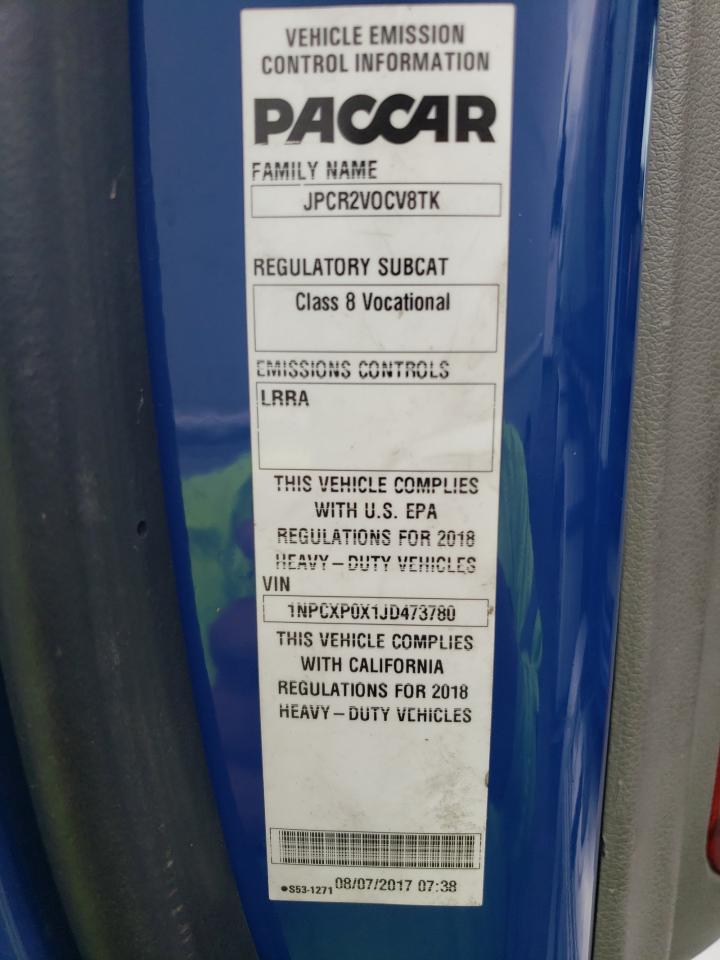 VEHICLE EMISSION
CONTROL INFORMATION
PACCAR
FAMILY NAME
JPCR2VOCV8TK
REGULATORY SUBCAT
Class 8 Vocational
EMISSIONS CONTROLS
LRRA
THIS VEHICLE COMPLIES
WITH U.S. EPA
REGULATIONS FOR 2018
HEAVY-DUTY VEHICLES
VIN
1NPCXP0X1JD473780
THIS VEHICLE COMPLIES
WITH CALIFORNIA
REGULATIONS FOR 2018
HEAVY-DUTY VEHICLES
•S53-1271 08/07/2017 07:38